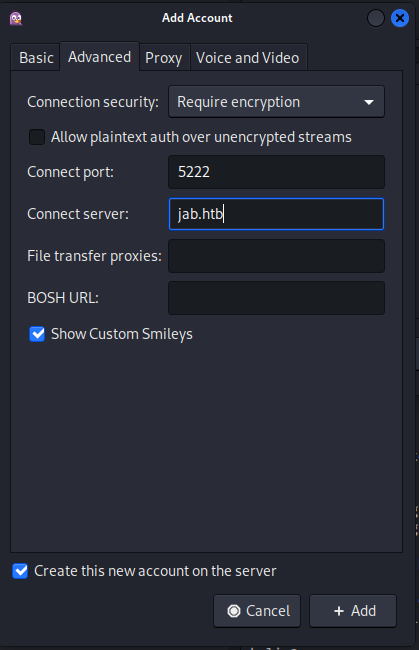 Add Account
Basic Advanced Proxy Voice and Video
Connection security: Require encryption
Allow plaintext auth over unencrypted streams
Connect port: 5222
Connect server: jab.htb
File transfer proxies:
BOSH URL:
Show Custom Smileys
Create this new account on the server
Cancel + Add